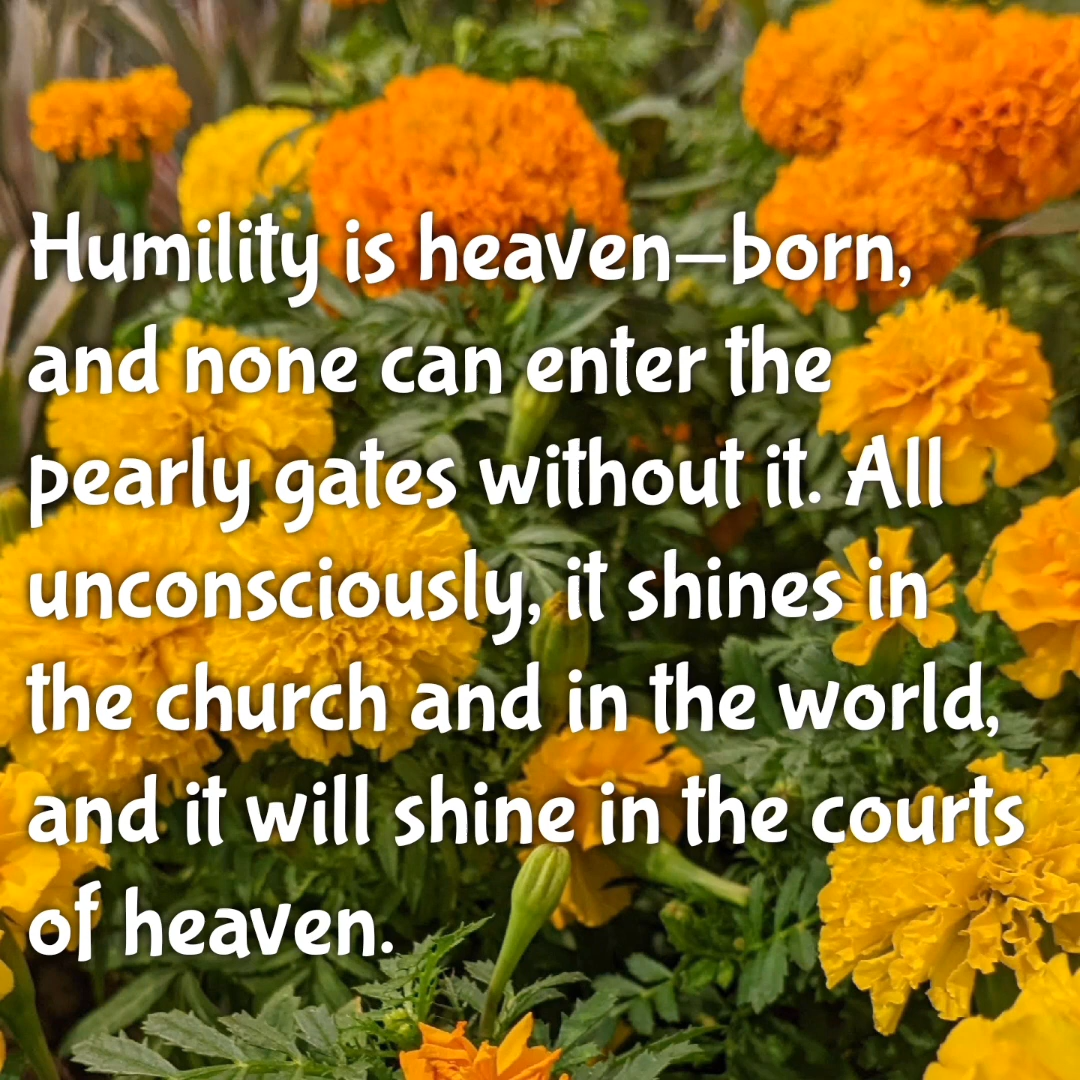 Humility is heaven—born,
and none can enter the
pearly gates without it. All
unconsciously, it shines in
the church and in the world,
and it will shine in the courts
of heaven.